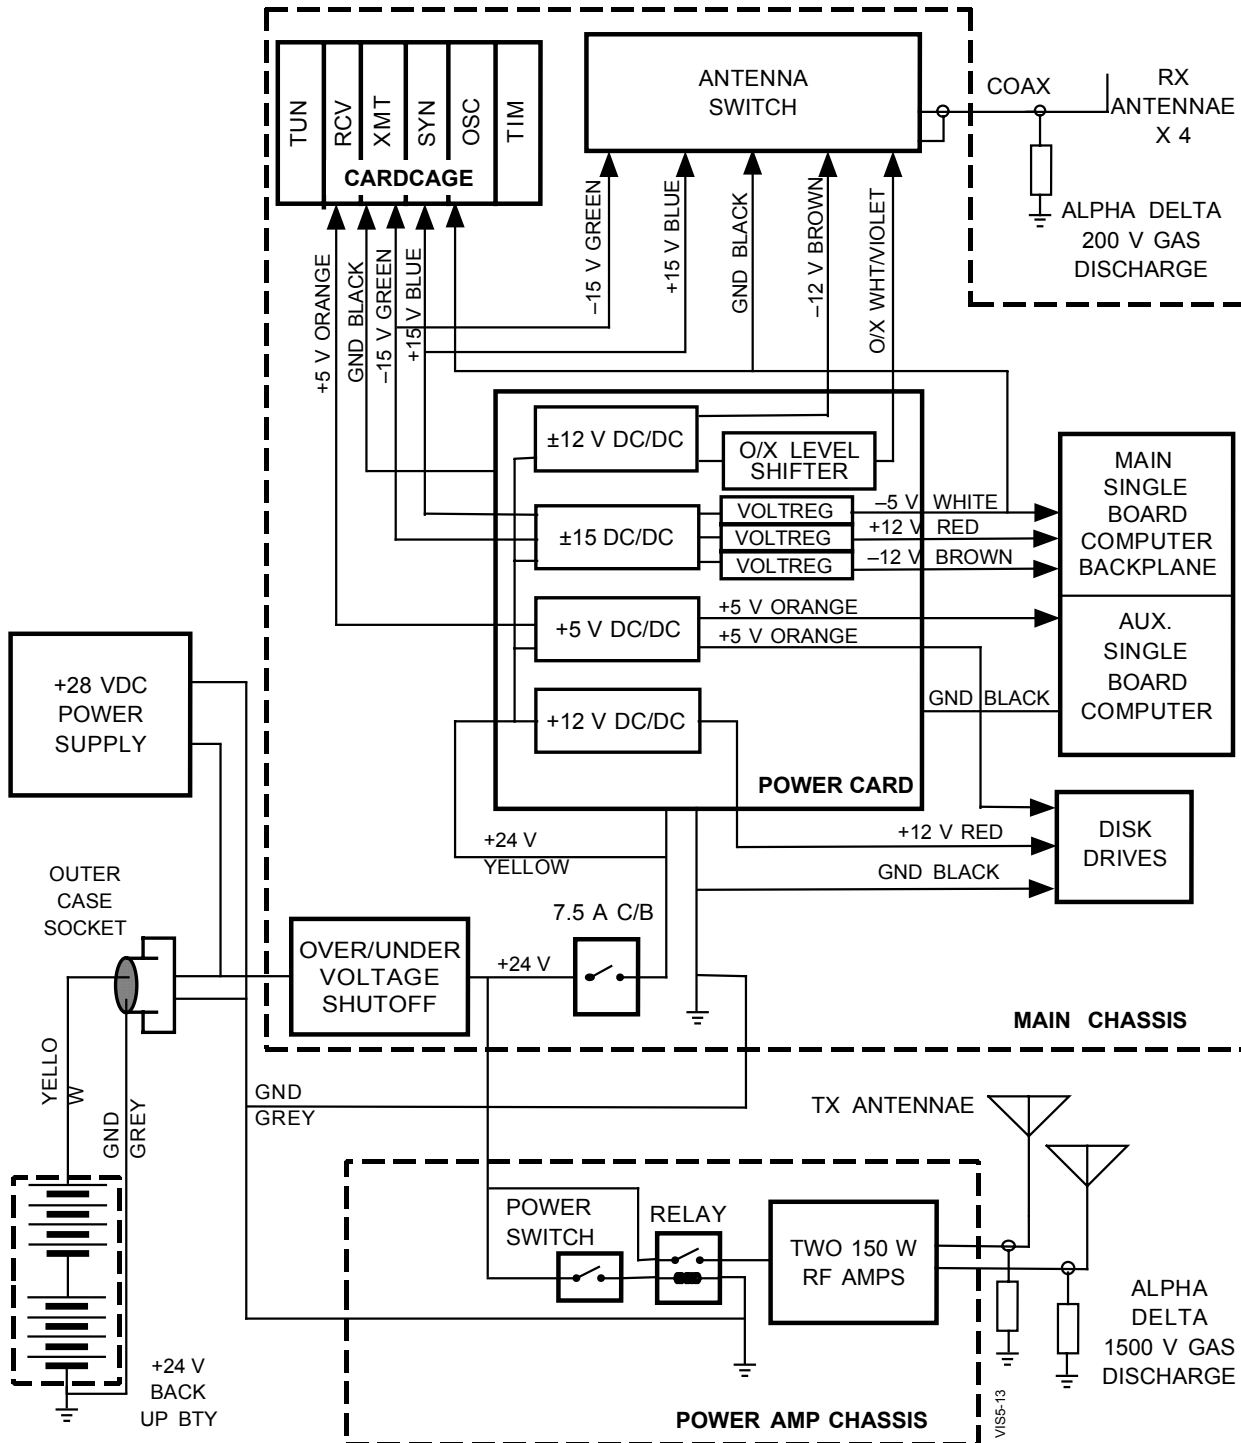 TUN
RCV
XMT
SYN
OSC
TIM
CARDCAGE
ANTENNA
SWITCH
COAX
RX
ANTENNAE
X 4
ALPHA DELTA
200 V GAS
DISCHARGE
+5 V ORANGE
GND BLACK
–15 V GREEN
+15 V BLUE
–15 V GREEN
+15 V BLUE
GND BLACK
–12 V BROWN
O/X WHT/VIOLET
±12 V DC/DC
O/X LEVEL
SHIFTER
±15 DC/DC
VOLTREG
VOLTREG
VOLTREG
–5 V WHITE
+12 V RED
–12 V BROWN
MAIN
SINGLE
BOARD
COMPUTER
BACKPLANE
+5 V DC/DC
+5 V ORANGE
+5 V ORANGE
AUX.
SINGLE
BOARD
COMPUTER
GND BLACK
+12 V DC/DC
POWER CARD
+28 VDC
POWER
SUPPLY
+24 V
YELLOW
+12 V RED
GND BLACK
DISK
DRIVES
OUTER
CASE
SOCKET
7.5 A C/B
OVER/UNDER
VOLTAGE
SHUTOFF
+24 V
MAIN CHASSIS
YELLO
W
GND
GREY
GND
GREY
TX ANTENNAE
POWER
SWITCH
RELAY
TWO 150 W
RF AMPS
ALPHA
DELTA
1500 V GAS
DISCHARGE
+24 V
BACK
UP BTY
POWER AMP CHASSIS
VIS5-13